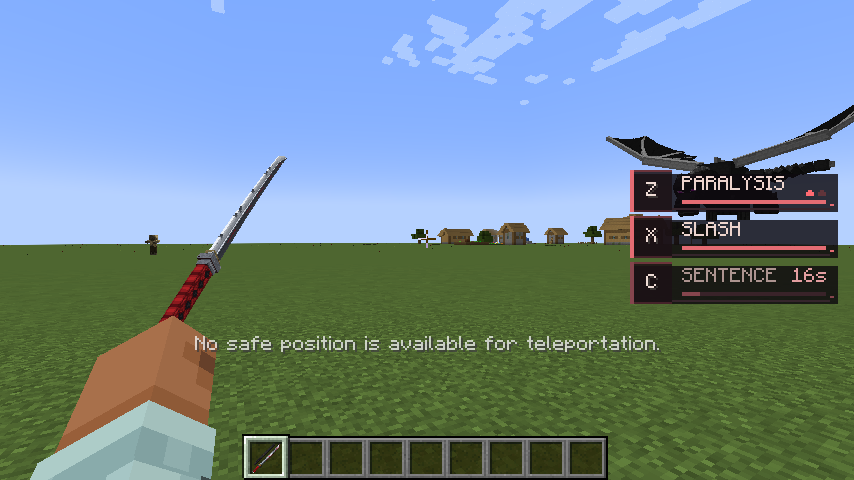 Z PARALYSIS
X SLASH
C SENTENCE 16s
No safe position is available for teleportation.